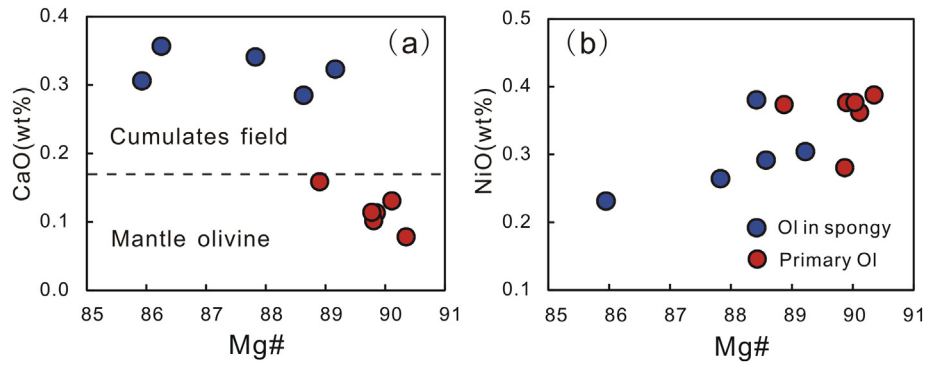 0.4
0.3
0.2
0.1
0.0
CaO(wt%)
(a)
Cumulates field
Mantle olivine
85 86 87 88 89 90 91
Mg#
0.5
0.4
0.3
0.2
0.1
NiO(wt%)
(b)
Ol in spongy
Primary Ol
85 86 87 88 89 90 91
Mg#